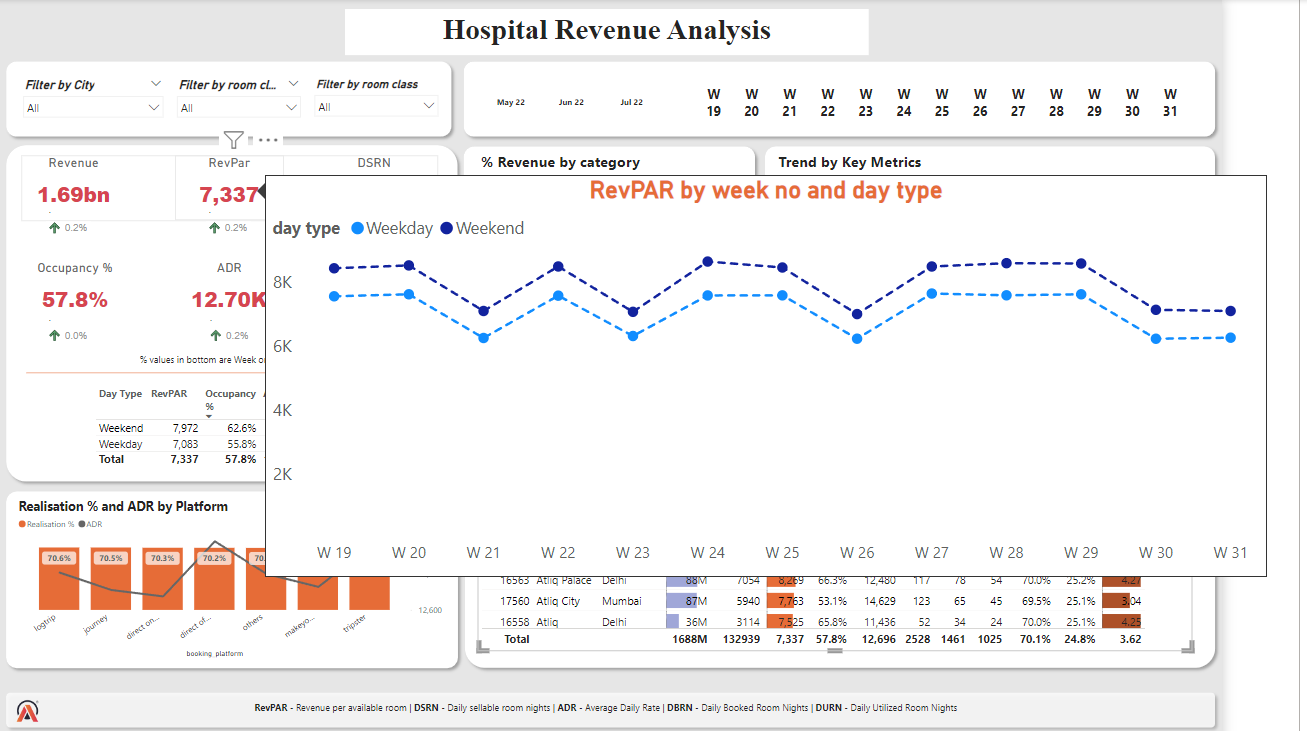 Hospital Revenue Analysis
Filter by City
Filter by room cl...
Filter by room class
All
All
All
May 22 Jun 22 Jul 22
W 19 W 20 W 21 W 22 W 23 W 24 W 25 W 26 W 27 W 28 W 29 W 30 W 31
Revenue RevPar DSRN
1.69bn 7,337
0.2% 0.2%
Occupancy % ADR
57.8% 12.70K
0.0% 0.2%
% values in bottom are Week
Day Type RevPAR Occupancy %
Weekend 7,972 62.6%
Weekday 7,083 55.8%
Total 7,337 57.8%
% Revenue by category
Trend by Key Metrics
RevPAR by week no and day type
day type Weekday Weekend
8K
6K
4K
2K
W 19 W 20 W 21 W 22 W 23 W 24 W 25 W 26 W 27 W 28 W 29 W 30 W 31
Realisation % and ADR by Platform
Realisation % ADR
70.6% 70.5% 70.3% 70.2% 70.
12,600
logtrip journey direct on... direct of... others makeyo... tripster
booking_platform
16563 Atliq Palace Delhi 88M 7054 8,269 66.3% 12,480 117 78 54 70.0% 25.2% 4.27
17560 Atliq City Mumbai 87M 5940 7,763 53.1% 14,629 123 65 45 69.5% 25.1% 3.04
16558 Atliq Delhi 36M 3114 7,525 65.8% 11,436 52 34 24 70.0% 25.1% 4.25
Total 1688M 132939 7,337 57.8% 12,696 2528 1461 1025 70.1% 24.8% 3.62
RevPAR - Revenue per available room | DSRN - Daily sellable room nights | ADR - Average Daily Rate | DBRN - Daily Booked Room Nights | DURN - Daily Utilized Room Nights